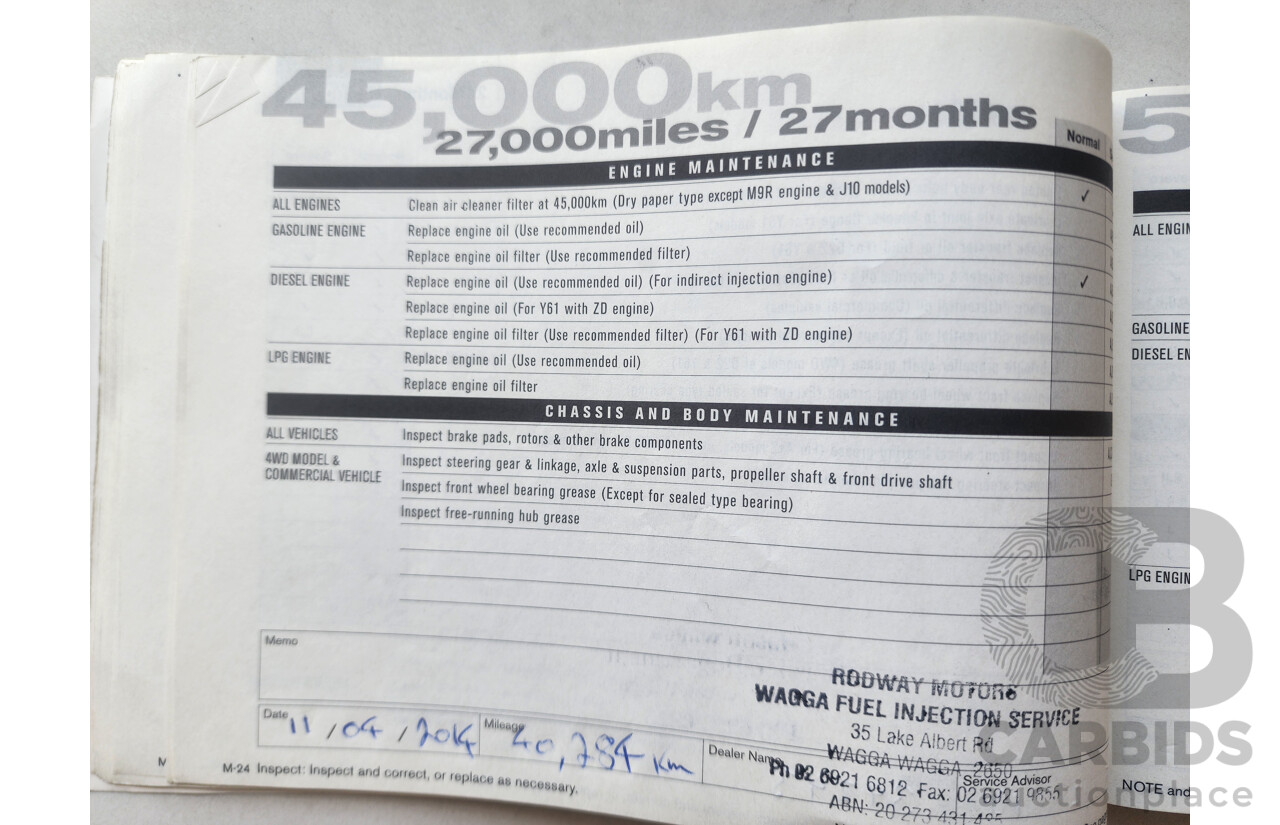 45,000km
27,000miles / 27months
Normal
ENGINE MAINTENANCE
ALL ENGINES Clean air cleaner filter at 45,000km (Dry paper type except M9R engine & J10 models) ✓
GASOLINE ENGINE Replace engine oil (Use recommended oil)
Replace engine oil filter (Use recommended filter)
DIESEL ENGINE Replace engine oil (Use recommended oil) (For indirect injection engine) ✓
Replace engine oil (For Y61 with ZD engine)
Replace engine oil filter (Use recommended filter) (For Y61 with ZD engine)
LPG ENGINE Replace engine oil (Use recommended oil)
Replace engine oil filter
CHASSIS AND BODY MAINTENANCE
ALL VEHICLES Inspect brake pads, rotors & other brake components
4WD MODEL & Inspect steering gear & linkage, axle & suspension parts, propeller shaft & front drive shaft
COMMERCIAL VEHICLE Inspect front wheel bearing grease (Except for sealed type bearing)
Inspect free-running hub grease
Memo
Date 11/04/2014 Mileage 40,784 km
Dealer Name
Service Advisor
RODWAY MOTORS
WAGGA FUEL INJECTION SERVICE
35 Lake Albert Rd
WAGGA WAGGA 2650
Ph 02 6921 6812 Fax: 02 6921 9855
ABN: 20 273 431
M-24 Inspect: Inspect and correct, or replace as necessary.
5
ALL ENGIN
GASOLINE
DIESEL EN
LPG ENGIN
NOTE and
CARBIDS
auctionplace